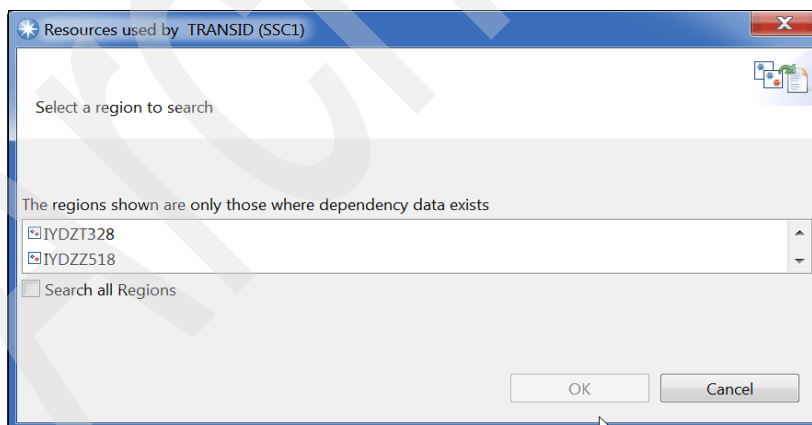 Resources used by TRANSID (SSC1)
Select a region to search
The regions shown are only those where dependency data exists
IYDZT328
IYDZZ518
Search all Regions
OK
Cancel